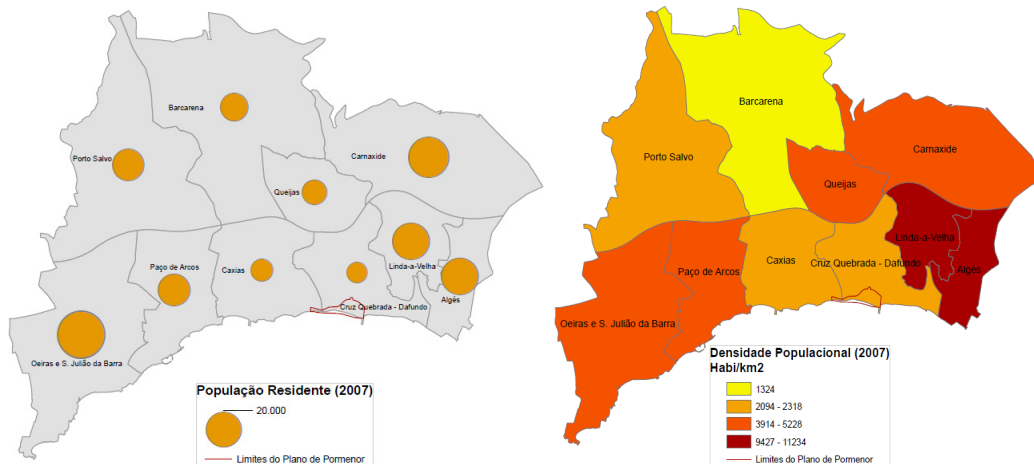 Barcarena
Porto Salvo
Carnaxide
Queijas
Linda-a-Velha
Paço de Arcos
Caxias
Algés
Cruz Quebrada - Dafundo
Oeiras e S. Julião da Barra
População Residente (2007)
20.000
Limites do Plano de Pormenor
Barcarena
Carnaxide
Porto Salvo
Queijas
Linda-a-Velha
Caxias
Cruz Quebrada - Dafundo
Paço de Arcos
Algés
Oeiras e S. Julião da Barra
Densidade Populacional (2007)
Habi/km2
1324
2094 - 2318
3914 - 5228
9427 - 11234
Limites do Plano de Pormenor